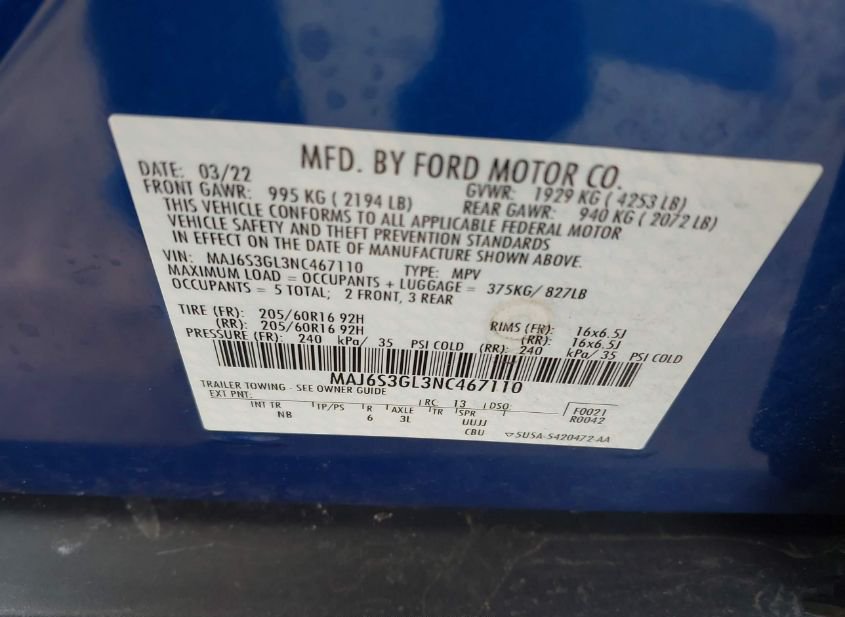 MFD. BY FORD MOTOR CO.
DATE: 03/22 GVWR: 1929 KG ( 4253 LB)
FRONT GAWR: 995 KG ( 2194 LB) REAR GAWR: 940 KG ( 2072 LB)
THIS VEHICLE CONFORMS TO ALL APPLICABLE FEDERAL MOTOR
VEHICLE SAFETY AND THEFT PREVENTION STANDARDS
IN EFFECT ON THE DATE OF MANUFACTURE SHOWN ABOVE.
VIN: MAJ6S3GL3NC467110 TYPE: MPV
MAXIMUM LOAD = OCCUPANTS + LUGGAGE = 375KG/ 827LB
OCCUPANTS = 5 TOTAL; 2 FRONT, 3 REAR
TIRE (FR): 205/60R16 92H RIMS (FR): 16x6.5J
(RR): 205/60R16 92H (RR): 16x6.5J
PRESSURE (FR): 240 kPa/ 35 PSI COLD (RR): 240 kPa/ 35 PSI COLD
MAJ6S3GL3NC467110
TRAILER TOWING - SEE OWNER GUIDE
EXT PNT: RC: 13 DSO: F0021
INT TR TP/PS R AXLE TR SPR R0042
NB 6 3L UUJJ
CBU 5U5A-5420472-AA